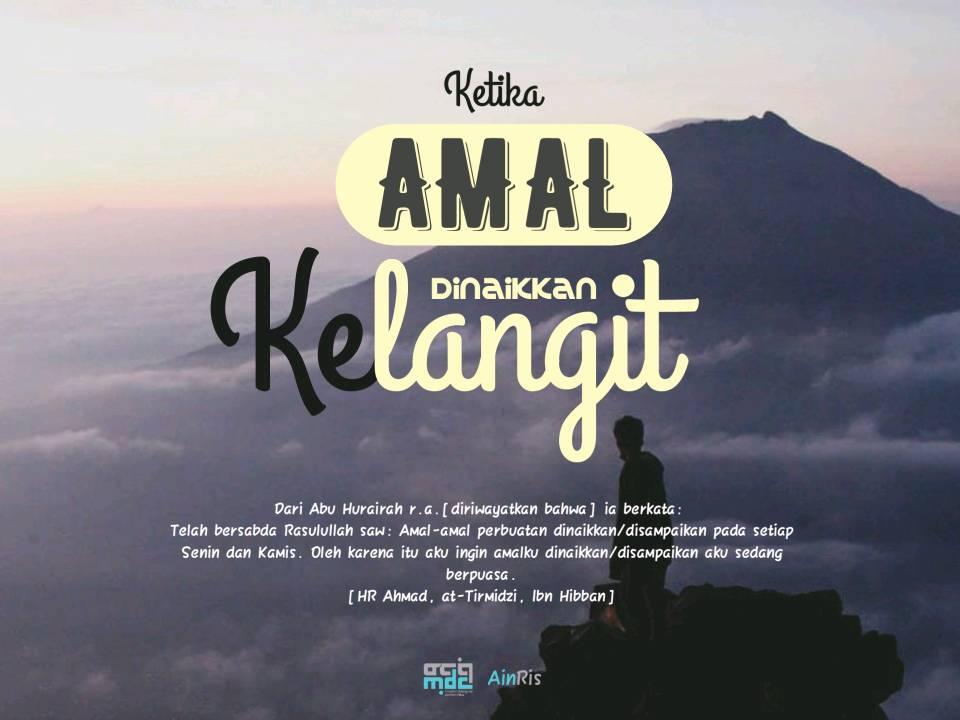 Ketika
AMAL
Dinaikkan
Kelangit
Dari Abu Hurairah r.a.[diriwayatkan bahwa] ia berkata:
Telah bersabda Rasulullah saw: Amal-amal perbuatan dinaikkan/disampaikan pada setiap
Senin dan Kamis. Oleh karena itu aku ingin amalku dinaikkan/disampaikan aku sedang
berpuasa.
[HR Ahmad, at-Tirmidzi, Ibn Hibban]
mdc
AinRis